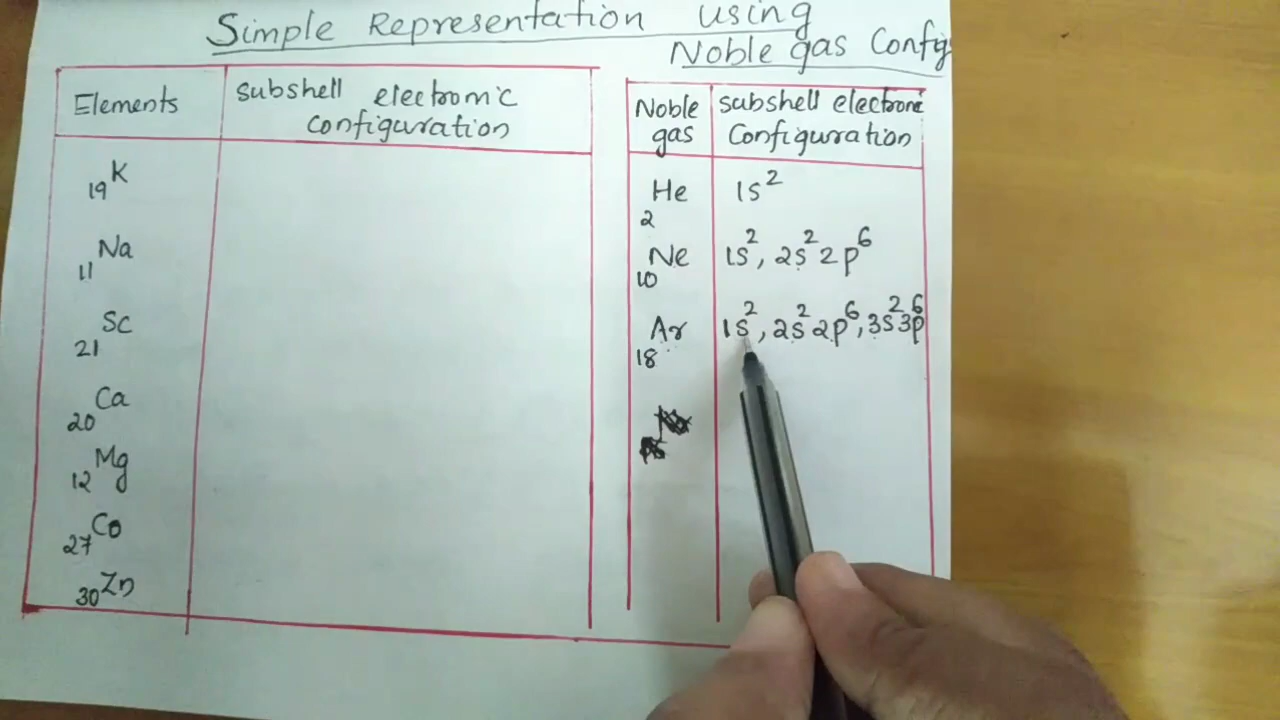 Simple Representation using
Noble gas Config
Elements
subshell electronic
configuration
19K
11Na
21Sc
20Ca
12Mg
27Co
30Zn
Noble
gas
subshell electroni
Configuration
He
2
1s²
Ne
10
1s², 2s² 2p⁶
Ar
18
1s², 2s² 2p⁶, 3s² 3p⁶